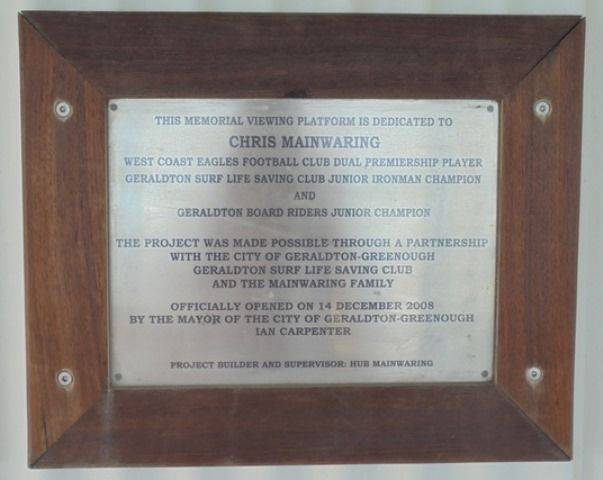 THIS MEMORIAL VIEWING PLATFORM IS DEDICATED TO
CHRIS MAINWARING
WEST COAST EAGLES FOOTBALL CLUB DUAL PREMIERSHIP PLAYER
GERALDTON SURF LIFE SAVING CLUB JUNIOR IRONMAN CHAMPION
AND
GERALDTON BOARD RIDERS JUNIOR CHAMPION
THE PROJECT WAS MADE POSSIBLE THROUGH A PARTNERSHIP
WITH THE CITY OF GERALDTON-GREENOUGH
GERALDTON SURF LIFE SAVING CLUB
AND THE MAINWARING FAMILY
OFFICIALLY OPENED ON 14 DECEMBER 2008
BY THE MAYOR OF THE CITY OF GERALDTON-GREENOUGH
IAN CARPENTER
PROJECT BUILDER AND SUPERVISOR: HUB MAINWARING